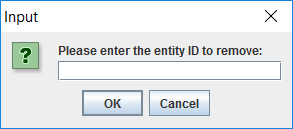 Input
Please enter the entity ID to remove:
OK
Cancel